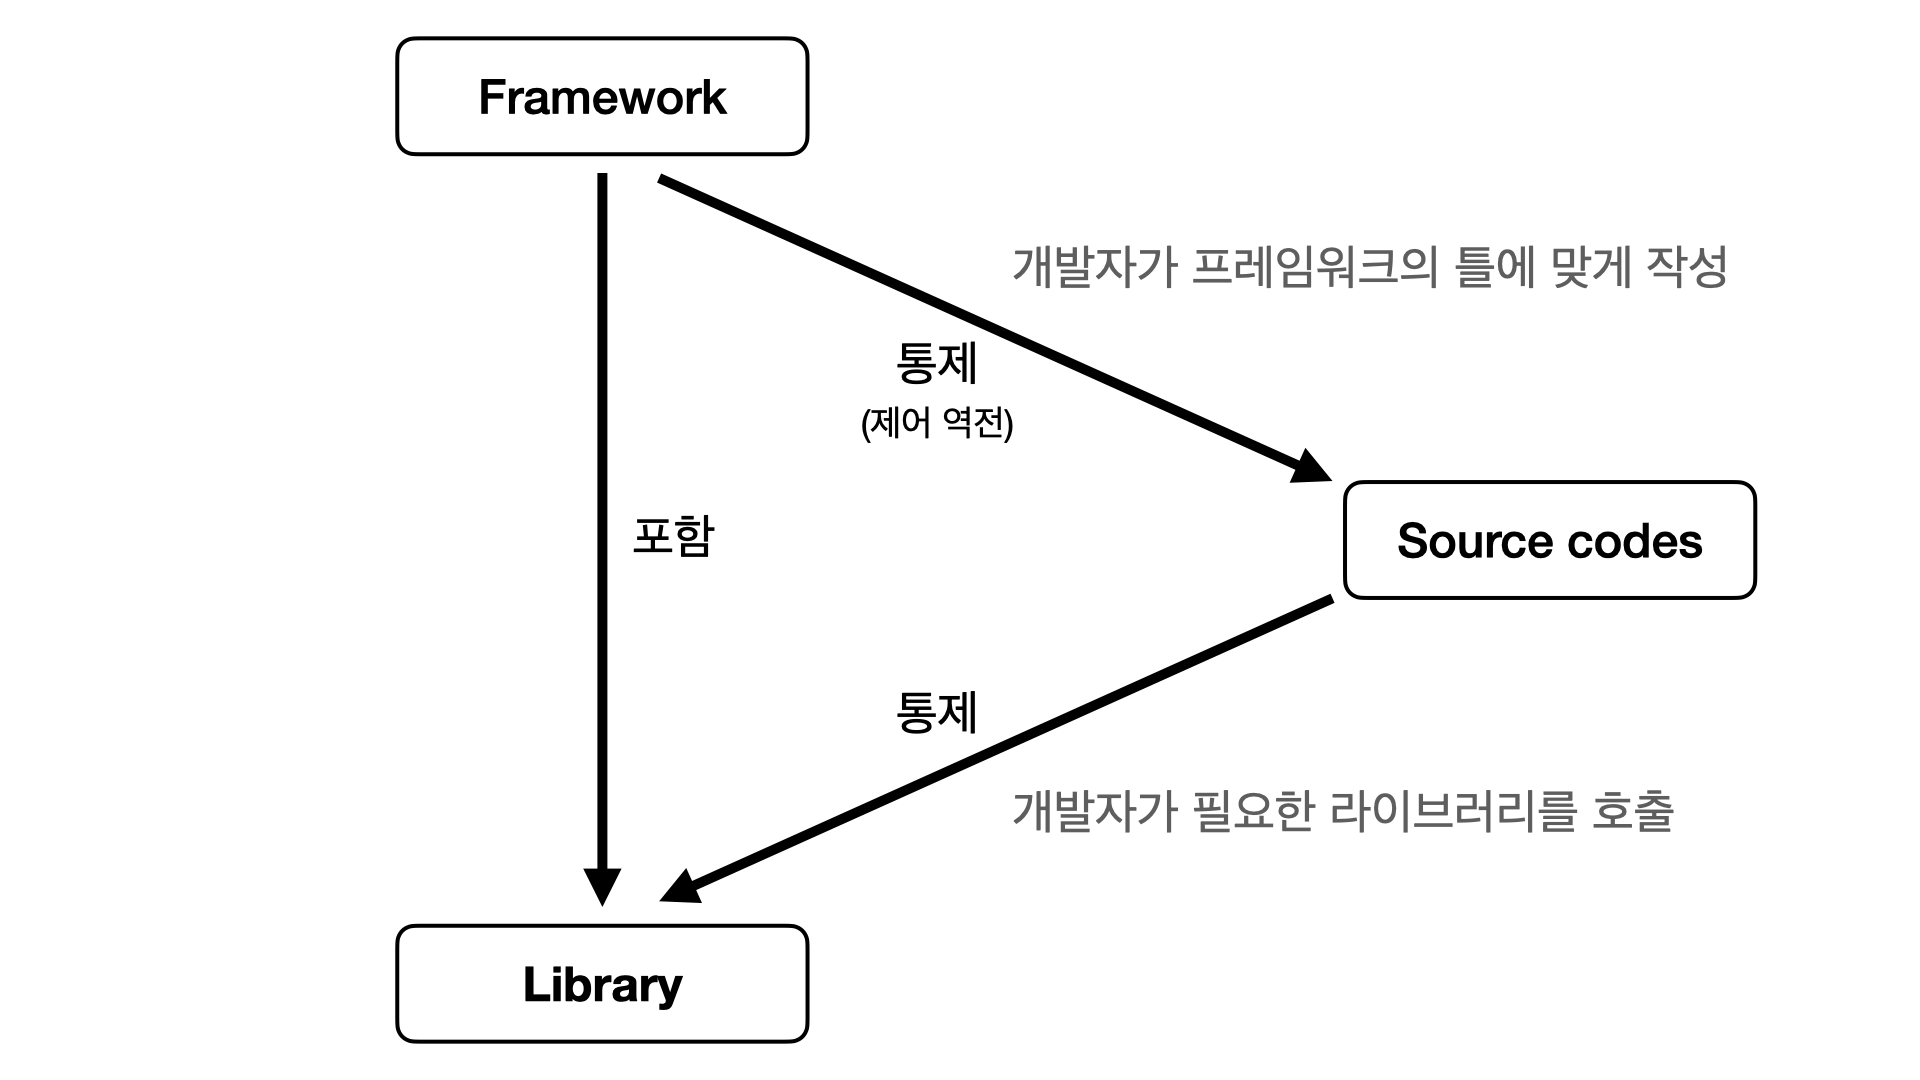 Framework
개발자가 프레임워크의 틀에 맞게 작성
통제
(제어 역전)
포함
Source codes
통제
개발자가 필요한 라이브러리를 호출
Library